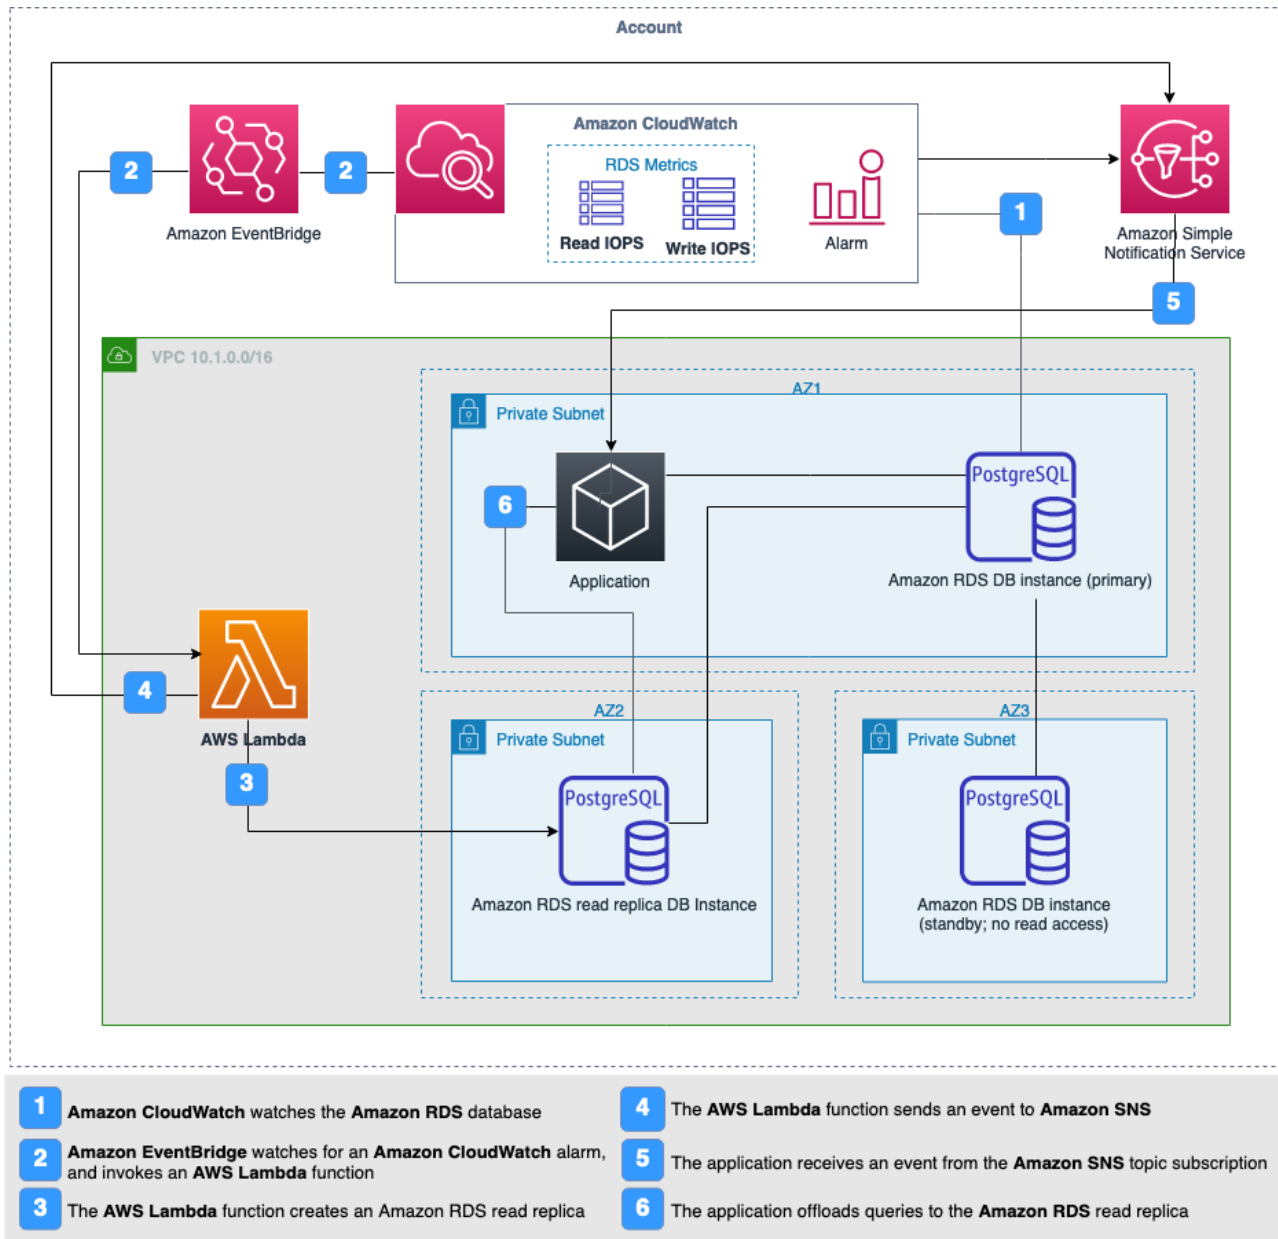 Account
Amazon CloudWatch
RDS Metrics
Read IOPS
Write IOPS
Alarm
2
2
1
Amazon EventBridge
Amazon Simple
Notification Service
5
VPC 10.1.0.0/16
AZ1
Private Subnet
PostgreSQL
6
Application
Amazon RDS DB instance (primary)
4
AWS Lambda
3
AZ2
Private Subnet
PostgreSQL
Amazon RDS read replica DB Instance
AZ3
Private Subnet
PostgreSQL
Amazon RDS DB instance
(standby; no read access)
1
Amazon CloudWatch watches the Amazon RDS database
2
Amazon EventBridge watches for an Amazon CloudWatch alarm,
and invokes an AWS Lambda function
3
The AWS Lambda function creates an Amazon RDS read replica
4
The AWS Lambda function sends an event to Amazon SNS
5
The application receives an event from the Amazon SNS topic subscription
6
The application offloads queries to the Amazon RDS read replica